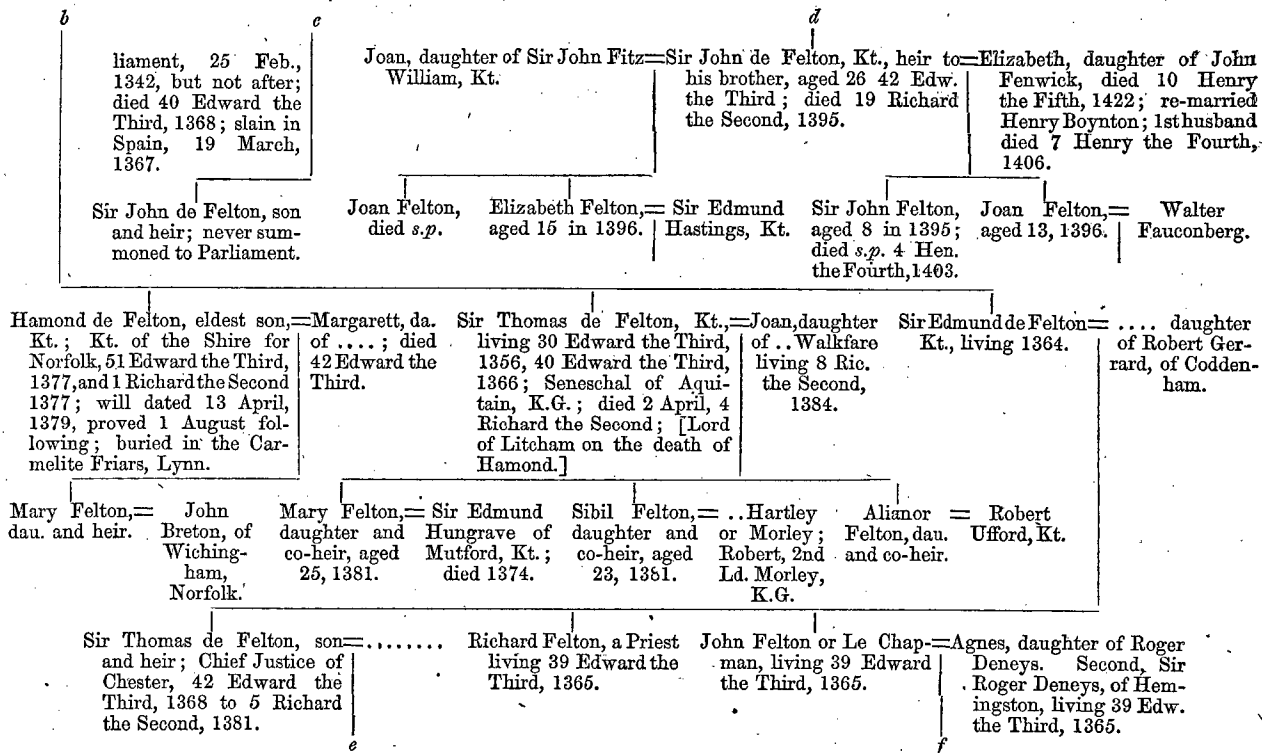 b
c
d
liament, 25 Feb.,
1342, but not after;
died 40 Edward the
Third, 1368; slain in
Spain, 19 March,
1367.
Joan, daughter of Sir John Fitz=
William, Kt.
Sir John de Felton, Kt., heir to=
his brother, aged 26 42 Edw.
the Third; died 19 Richard
the Second, 1395.
Elizabeth, daughter of John
Fenwick, died 10 Henry
the Fifth, 1422; re-married
Henry Boynton; 1st husband
died 7 Henry the Fourth,
1406.
Sir John de Felton, son
and heir; never sum-
moned to Parliament.
Joan Felton,
died s.p.
Elizabeth Felton,=
aged 15 in 1396.
Sir Edmund
Hastings, Kt.
Sir John Felton,
aged 8 in 1395;
died s.p. 4 Hen.
the Fourth, 1403.
Joan Felton,=
aged 13, 1396.
Walter
Fauconberg.
Hamond de Felton, eldest son,=
Kt.; Kt. of the Shire for
Norfolk, 51 Edward the Third,
1377, and 1 Richard the Second
1377; will dated 13 April,
1379, proved 1 August fol-
lowing; buried in the Car-
melite Friars, Lynn.
Margarett, da.
of ....; died
42 Edward the
Third.
Sir Thomas de Felton, Kt.,=
living 30 Edward the Third,
1356, 40 Edward the Third,
1366; Seneschal of Aqui-
tain, K.G.; died 2 April, 4
Richard the Second; [Lord
of Litcham on the death of
Hamond.]
Joan, daughter
of ..Walkfare
living 8 Ric.
the Second,
1384.
Sir Edmund de Felton=
Kt., living 1364.
.... daughter
of Robert Ger-
rard, of Codden-
ham.
Mary Felton,=
dau. and heir.
John
Breton, of
Wiching-
ham,
Norfolk.
Mary Felton,=
daughter and
co-heir, aged
25, 1381.
Sir Edmund
Hungrave of
Mutford, Kt.;
died 1374.
Sibil Felton,=
daughter and
co-heir, aged
23, 1381.
..Hartley
or Morley;
Robert, 2nd
Ld. Morley,
K.G.
Alianor =
Felton, dau.
and co-heir.
Robert
Ufford, Kt.
Sir Thomas de Felton, son=........
and heir; Chief Justice of
Chester, 42 Edward the
Third, 1368 to 5 Richard
the Second, 1381.
Richard Felton, a Priest
living 39 Edward the
Third, 1365.
John Felton or Le Chap-=
man, living 39 Edward
the Third, 1365.
Agnes, daughter of Roger
Deneys. Second, Sir
Roger Deneys, of Hem-
ingston, living 39 Edw.
the Third, 1365.
e
f